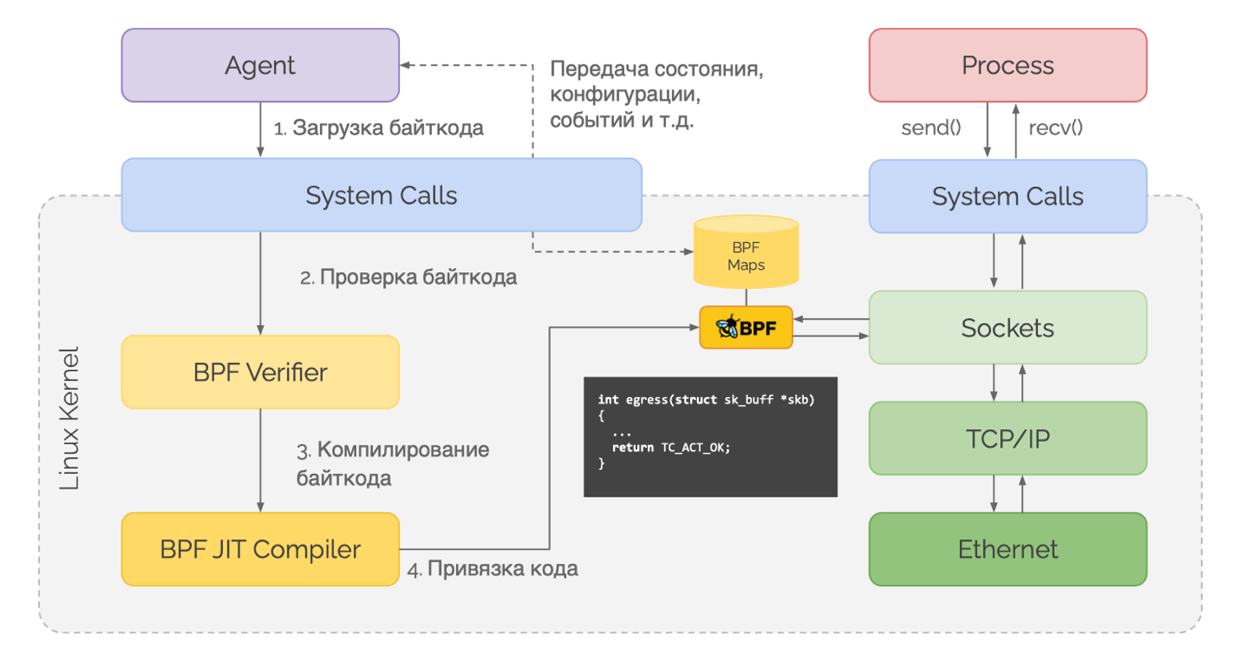 Agent
Process
Передача состояния,
конфигурации,
событий и т.д.
1. Загрузка байткода
send()
recv()
System Calls
System Calls
2. Проверка байткода
BPF
Maps
BPF
Sockets
Linux Kernel
BPF Verifier
int egress(struct sk_buff *skb)
{
...
return TC_ACT_OK;
}
TCP/IP
3. Компилирование
байткода
BPF JIT Compiler
4. Привязка кода
Ethernet